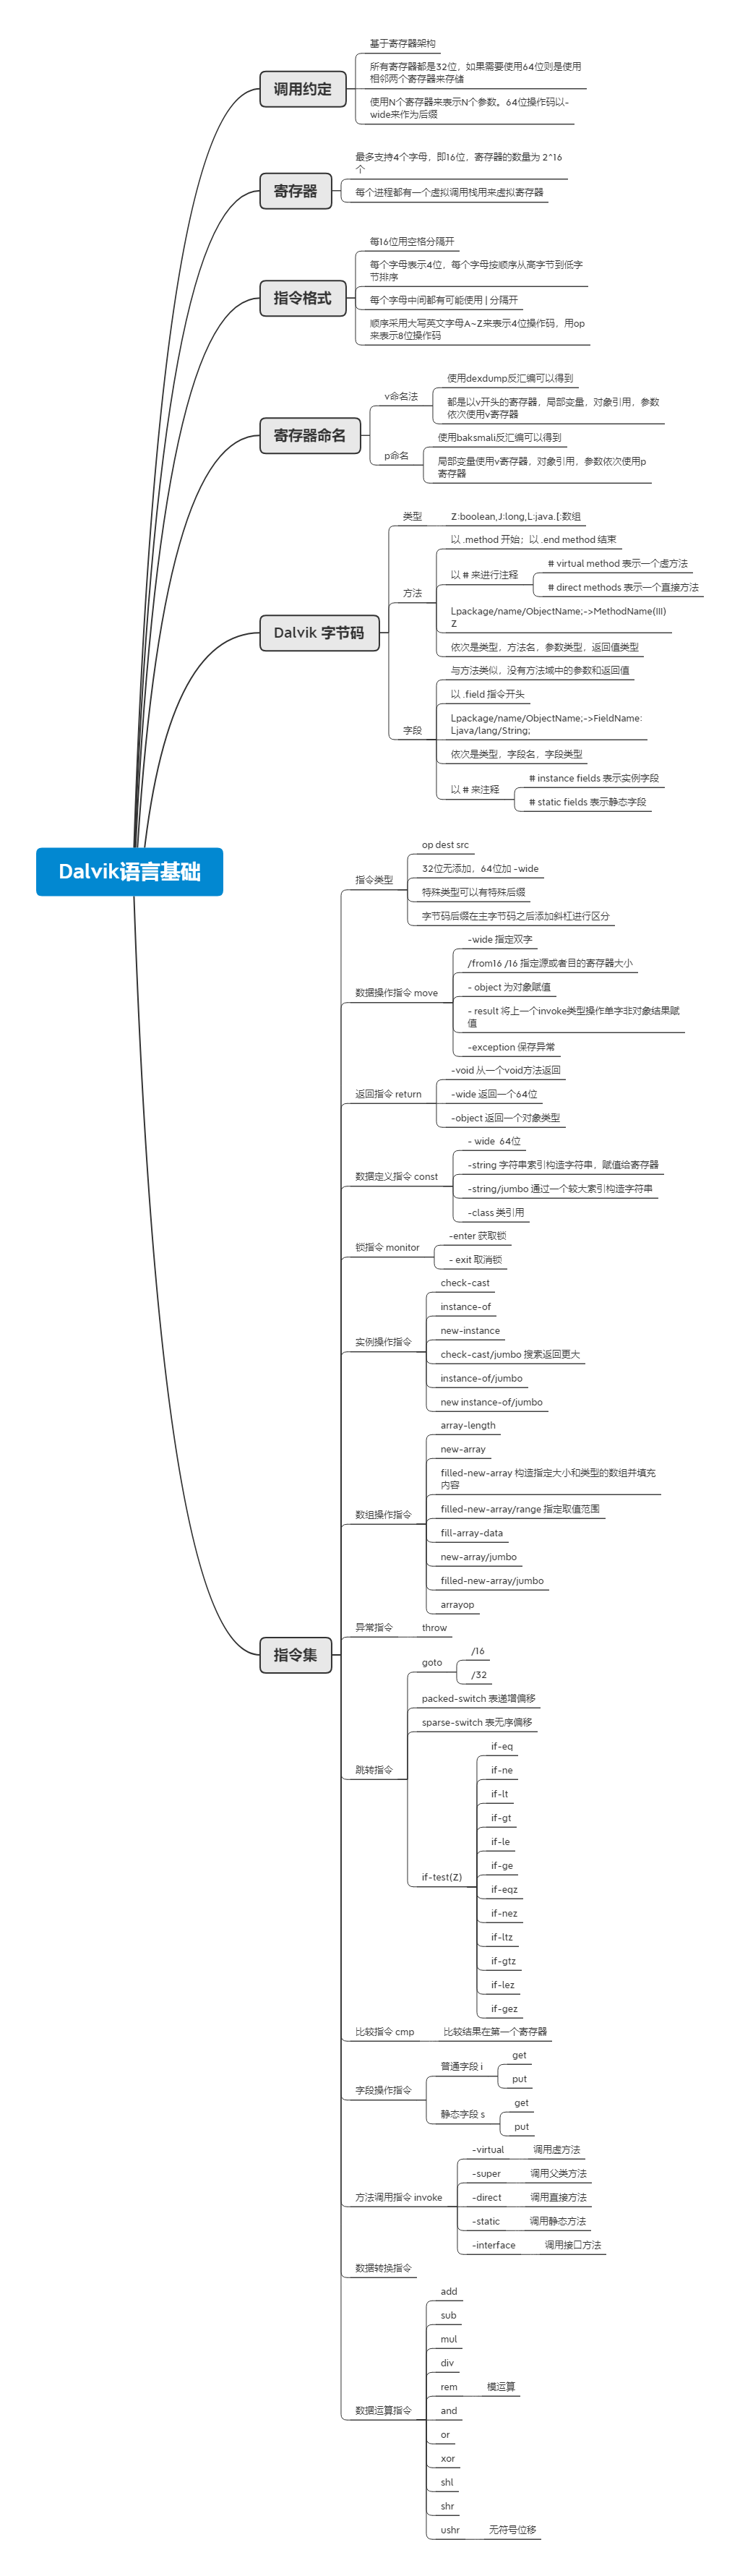 Dalvik语言基础
调用约定
基于寄存器架构
所有寄存器都是32位，如果需要使用64位则是使用
相邻两个寄存器来存储
使用N个寄存器来表示N个参数。64位操作码以-
wide来作为后缀
寄存器
最多支持4个字母，即16位，寄存器的数量为 2^16
个
每个进程都有一个虚拟调用栈用来虚拟寄存器
指令格式
每16位用空格分隔开
每个字母表示4位，每个字母按顺序从高字节到低字
节排序
每个字母中间都有可能使用 | 分隔开
顺序采用大写英文字母A~Z来表示4位操作码，用op
来表示8位操作码
寄存器命名
v命名法
使用dexdump反汇编可以得到
都是以v开头的寄存器，局部变量，对象引用，参数
依次使用v寄存器
p命名
使用baksmali反汇编可以得到
局部变量使用v寄存器，对象引用，参数依次使用p
寄存器
Dalvik 字节码
类型
Z:boolean,J:long,L:java.[:数组
方法
以 .method 开始；以 .end method 结束
以 # 来进行注释
# virtual method 表示一个虚方法
# direct methods 表示一个直接方法
Lpackage/name/ObjectName;->MethodName(III)
Z
依次是类型，方法名，参数类型，返回值类型
字段
与方法类似，没有方法域中的参数和返回值
以 .field 指令开头
Lpackage/name/ObjectName;->FieldName:
Ljava/lang/String;
依次是类型，字段名，字段类型
以 # 来注释
# instance fields 表示实例字段
# static fields 表示静态字段
指令集
指令类型
op dest src
32位无添加，64位加 -wide
特殊类型可以有特殊后缀
字节码后缀在主字节码之后添加斜杠进行区分
数据操作指令 move
-wide 指定双字
/from16 /16 指定源或者目的寄存器大小
- object 为对象赋值
- result 将上一个invoke类型操作单字非对象结果赋
值
-exception 保存异常
返回指令 return
-void 从一个void方法返回
-wide 返回一个64位
-object 返回一个对象类型
数据定义指令 const
- wide  64位
-string 字符串索引构造字符串，赋值给寄存器
-string/jumbo 通过一个较大索引构造字符串
-class 类引用
锁指令 monitor
-enter 获取锁
- exit 取消锁
实例操作指令
check-cast
instance-of
new-instance
check-cast/jumbo 搜素返回更大
instance-of/jumbo
new instance-of/jumbo
数组操作指令
array-length
new-array
filled-new-array 构造指定大小和类型的数组并填充
内容
filled-new-array/range 指定取值范围
fill-array-data
new-array/jumbo
filled-new-array/jumbo
arrayop
异常指令
throw
跳转指令
goto
/16
/32
packed-switch 表递增偏移
sparse-switch 表无序偏移
if-test(Z)
if-eq
if-ne
if-lt
if-gt
if-le
if-ge
if-eqz
if-nez
if-ltz
if-gtz
if-lez
if-gez
比较指令 cmp
比较结果在第一个寄存器
字段操作指令
普通字段 i
get
put
静态字段 s
get
put
方法调用指令 invoke
-virtual
调用虚方法
-super
调用父类方法
-direct
调用直接方法
-static
调用静态方法
-interface
调用接口方法
数据转换指令
数据运算指令
add
sub
mul
div
rem
模运算
and
or
xor
shl
shr
ushr
无符号位移